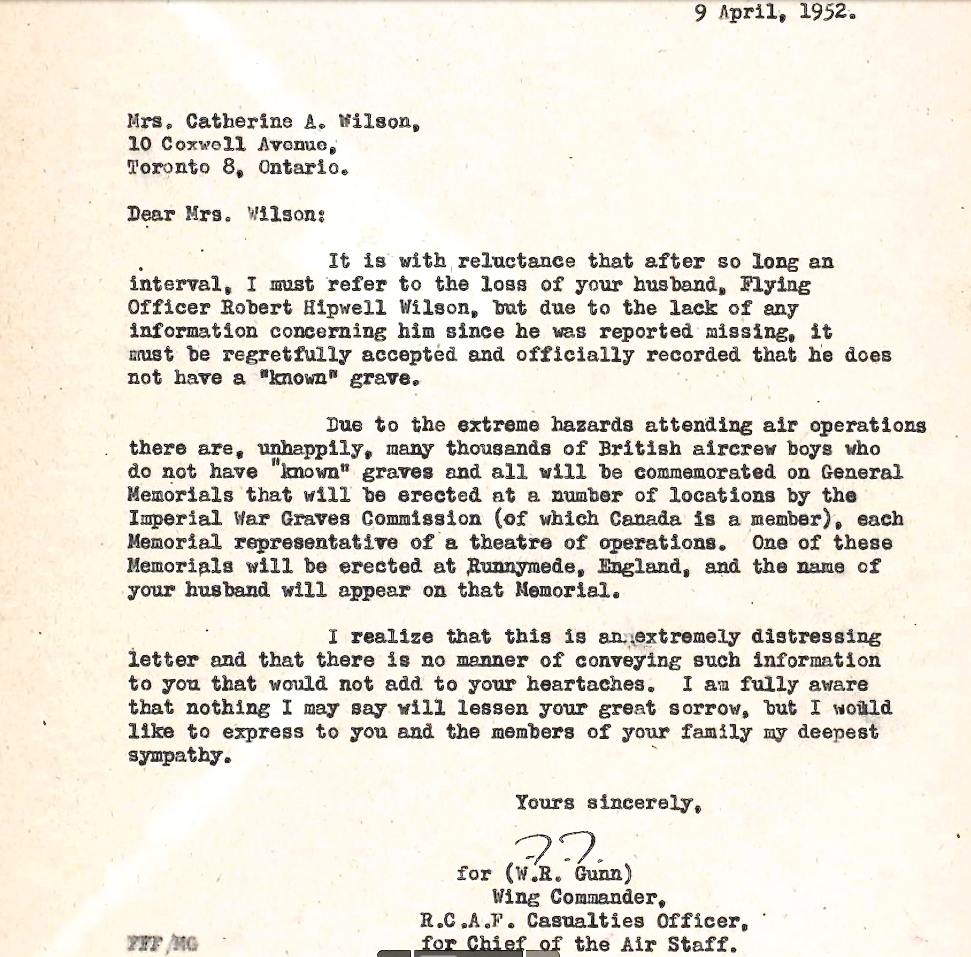 9 April, 1952.
Mrs. Catherine A. Wilson,
10 Coxwell Avenue,
Toronto 8, Ontario.
Dear Mrs. Wilson:
It is with reluctance that after so long an
interval, I must refer to the loss of your husband, Flying
Officer Robert Hipwell Wilson, but due to the lack of any
information concerning him since he was reported missing, it
must be regretfully accepted and officially recorded that he does
not have a "known" grave.
Due to the extreme hazards attending air operations
there are, unhappily, many thousands of British aircrew boys who
do not have "known" graves and all will be commemorated on General
Memorials that will be erected at a number of locations by the
Imperial War Graves Commission (of which Canada is a member), each
Memorial representative of a theatre of operations. One of these
Memorials will be erected at Runnymede, England, and the name of
your husband will appear on that Memorial.
I realize that this is an extremely distressing
letter and that there is no manner of conveying such information
to you that would not add to your heartaches. I am fully aware
that nothing I may say will lessen your great sorrow, but I would
like to express to you and the members of your family my deepest
sympathy.
Yours sincerely,
for (W.R. Gunn)
Wing Commander,
R.C.A.F. Casualties Officer,
for Chief of the Air Staff.